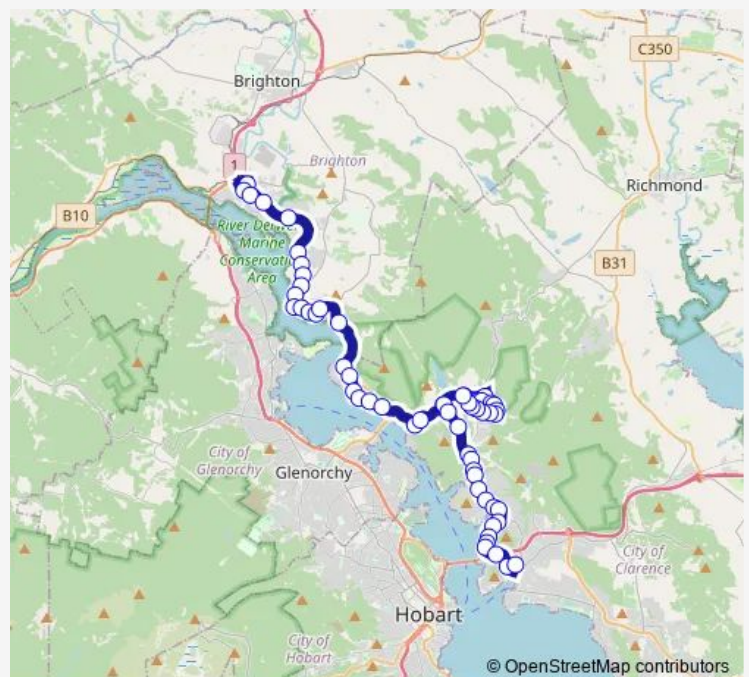 C350
Brighton
1
Brighton
Richmond
B10
River Derwent
Marine
Conservation
Area
B31
City of
Glenorchy
Glenorchy
City of
Clarence
Hobart
City of
Hobart
© OpenStreetMap contributors